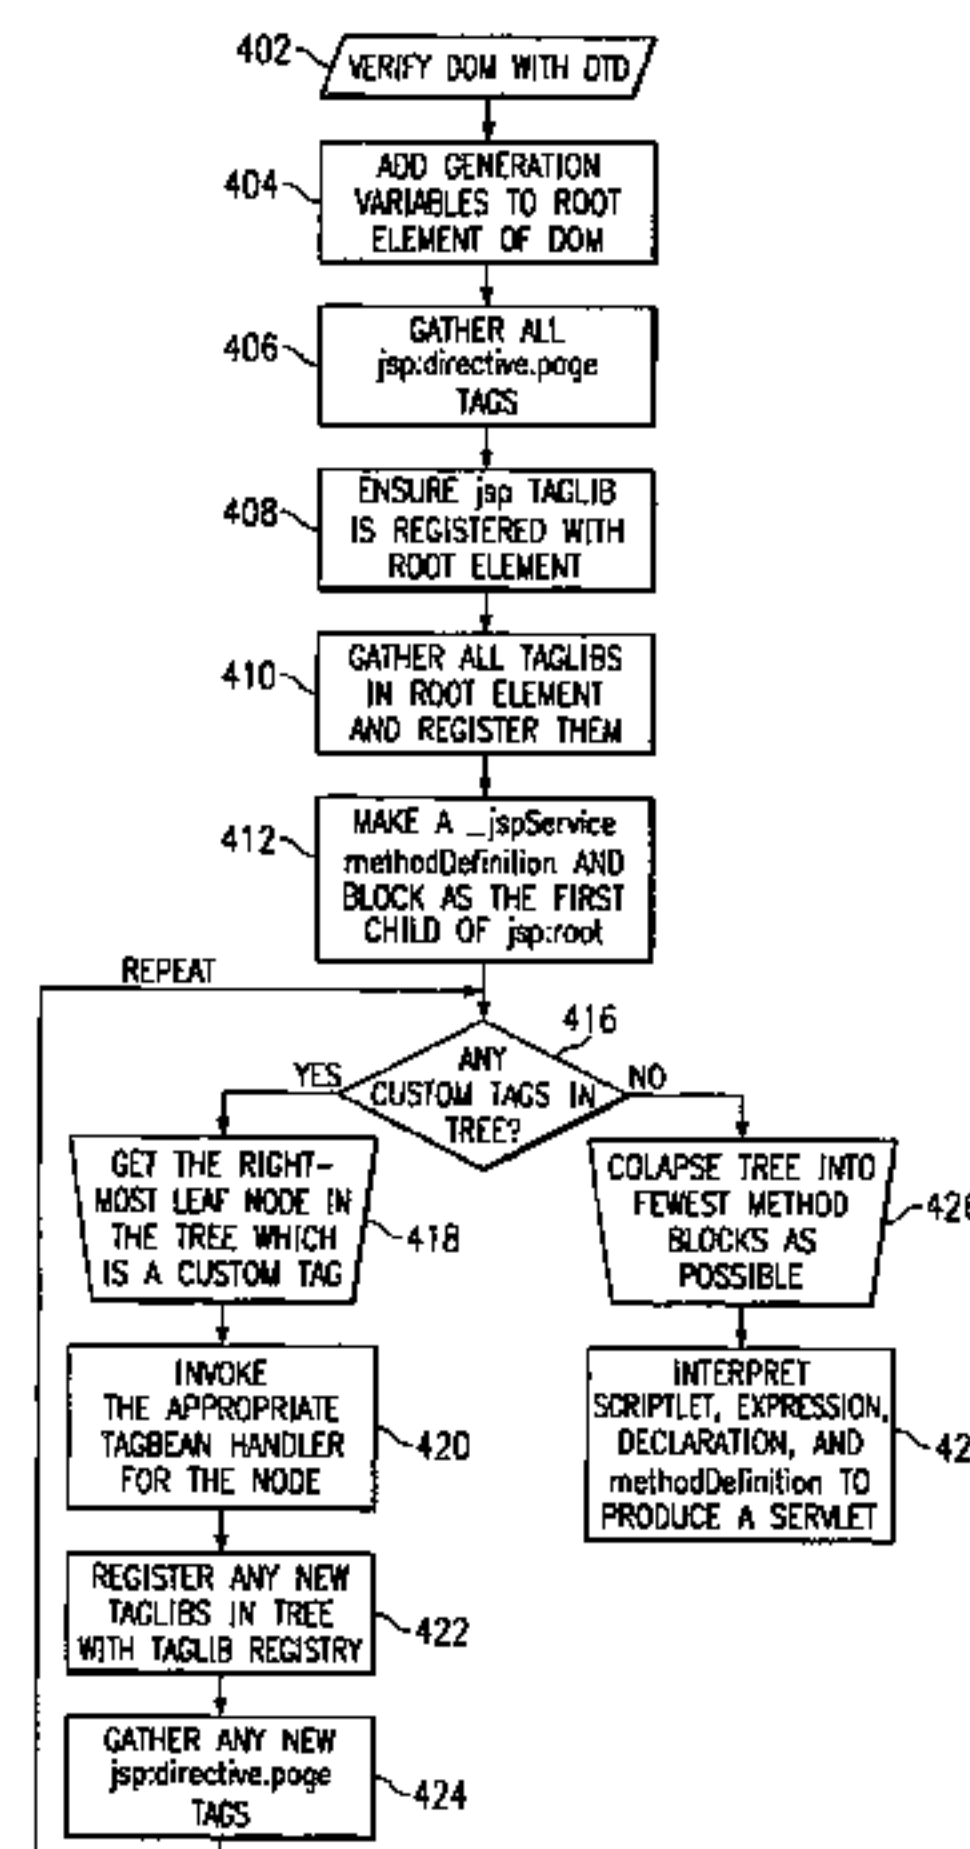 402
VERIFY DOM WITH DTD
404
ADD GENERATION
VARIABLES TO ROOT
ELEMENT OF DOM
406
GATHER ALL
jsp:directive.page
TAGS
408
ENSURE jsp TAGLIB
IS REGISTERED WITH
ROOT ELEMENT
410
GATHER ALL TAGLIBS
IN ROOT ELEMENT
AND REGISTER THEM
412
MAKE A _jspService
methodDefinition AND
BLOCK AS THE FIRST
CHILD OF jsp:root
REPEAT
416
ANY
CUSTOM TAGS IN
TREE?
YES
NO
GET THE RIGHT-
MOST LEAF NODE IN
THE TREE WHICH
IS A CUSTOM TAG
418
COLAPSE TREE INTO
FEWEST METHOD
BLOCKS AS
POSSIBLE
426
INVOKE
THE APPROPRIATE
TAGBEAN HANDLER
FOR THE NODE
420
INTERPRET
SCRIPTLET, EXPRESSION,
DECLARATION, AND
methodDefinition TO
PRODUCE A SERVLET
42
REGISTER ANY NEW
TAGLIBS IN TREE
WITH TAGLIB REGISTRY
422
GATHER ANY NEW
jsp:directive.page
TAGS
424